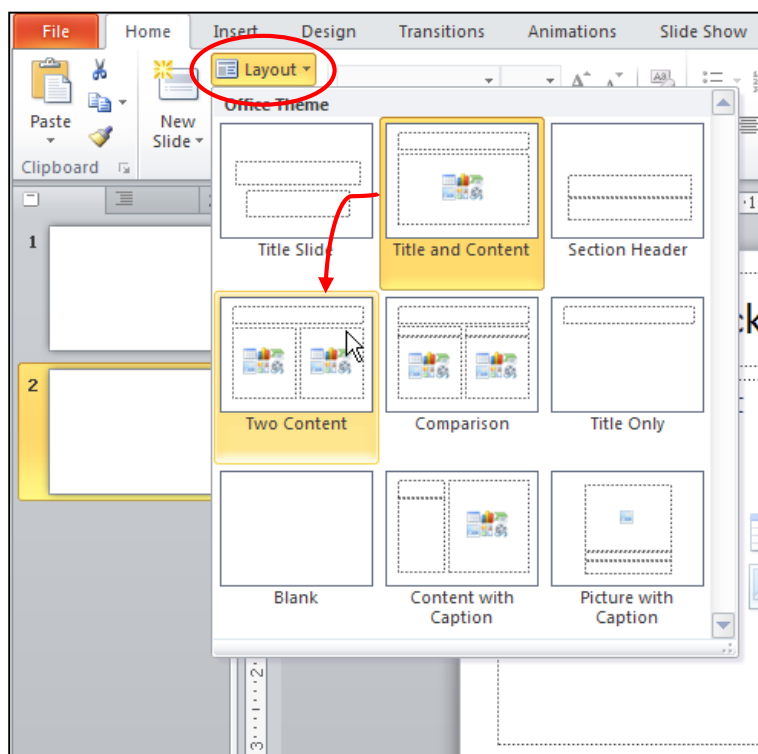 File Home Insert Design Transitions Animations Slide Show
Layout
Paste New
Slide
Clipboard
Office Theme
Title Slide Title and Content Section Header
1
Two Content Comparison Title Only
2
Blank Content with Picture with
Caption Caption